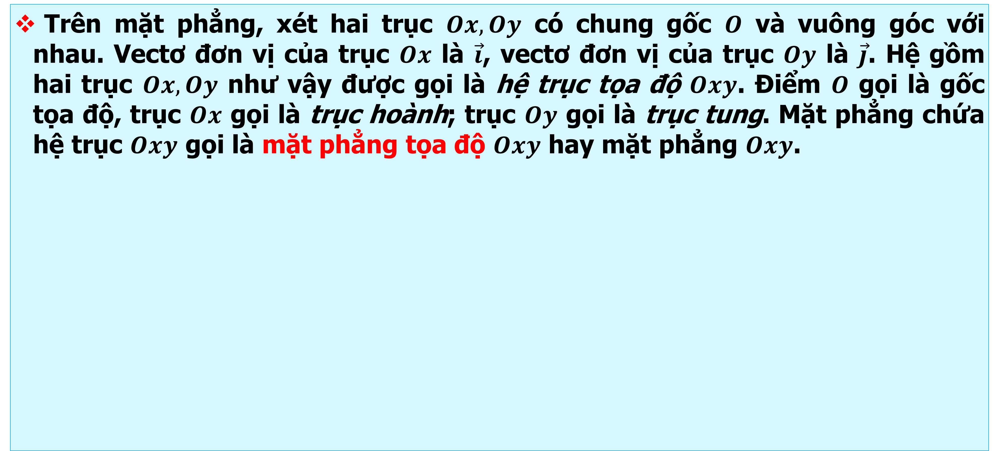 ❖ Trên mặt phẳng, xét hai trục Ox, Oy có chung gốc O và vuông góc với
nhau. Vectơ đơn vị của trục Ox là i⃗, vectơ đơn vị của trục Oy là j⃗. Hệ gồm
hai trục Ox, Oy như vậy được gọi là hệ trục tọa độ Oxy. Điểm O gọi là gốc
tọa độ, trục Ox gọi là trục hoành; trục Oy gọi là trục tung. Mặt phẳng chứa
hệ trục Oxy gọi là mặt phẳng tọa độ Oxy hay mặt phẳng Oxy.